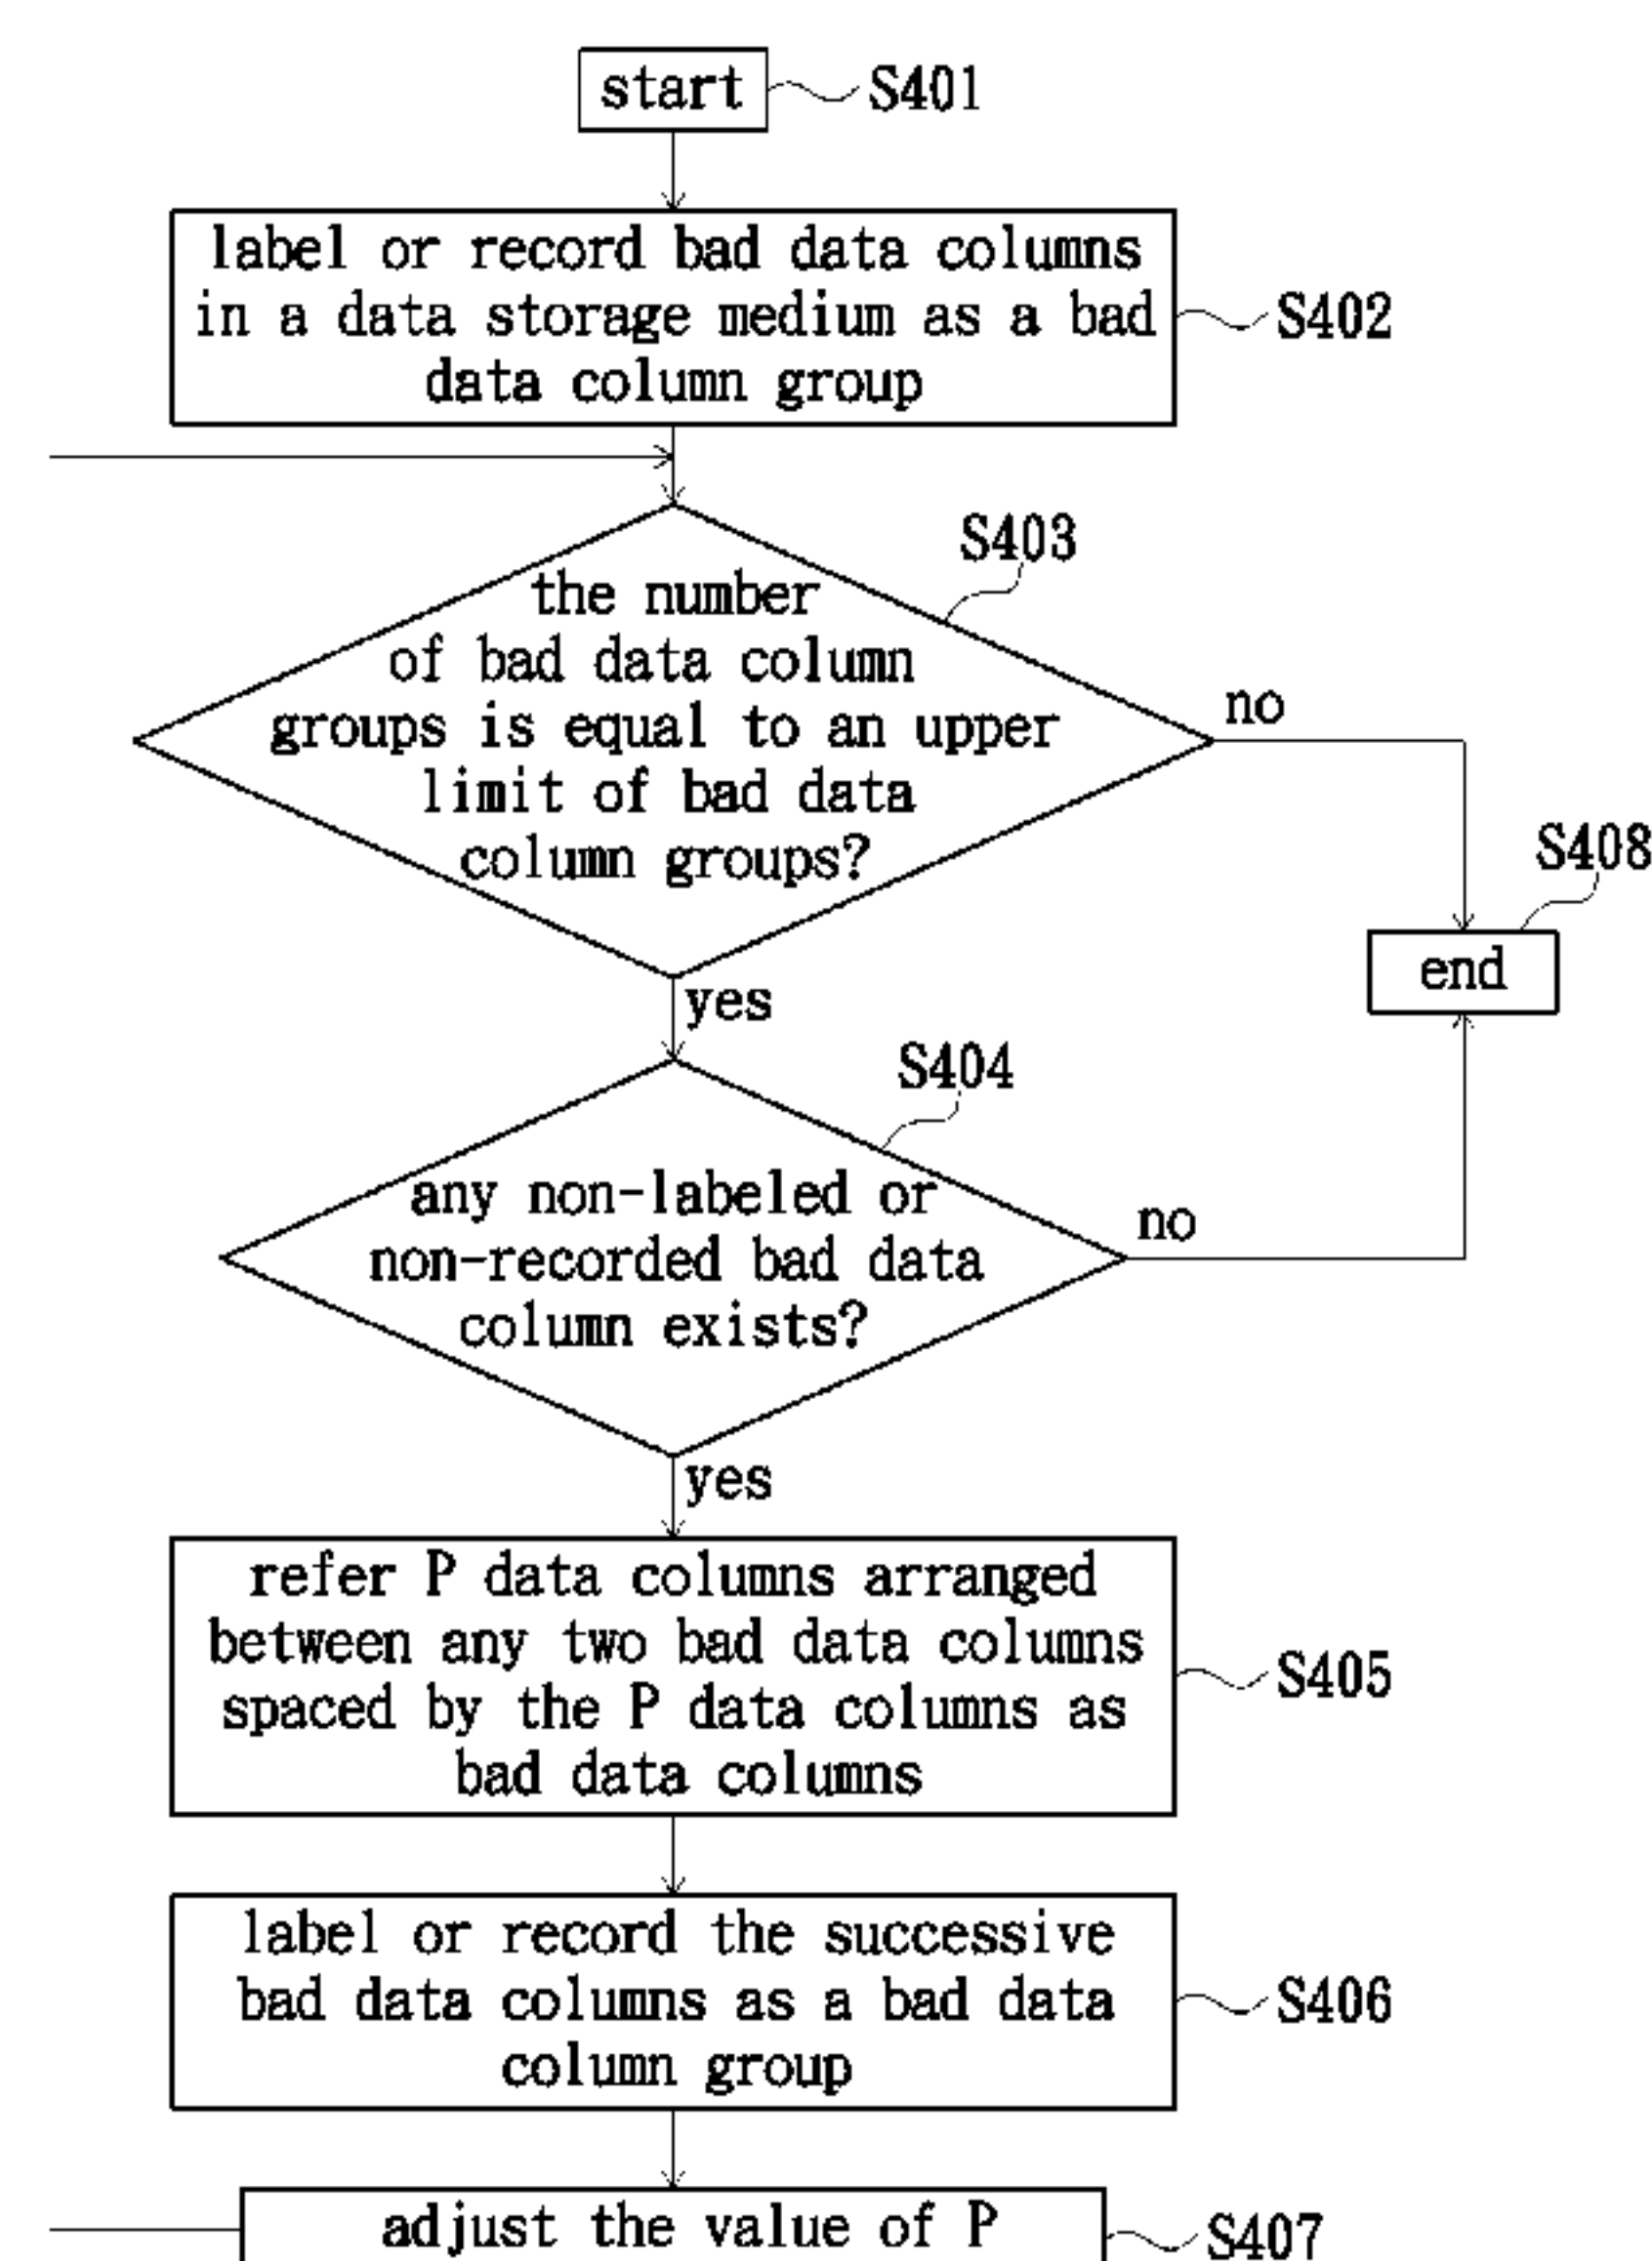 start
S401
label or record bad data columns
in a data storage medium as a bad
data column group
S402
S403
the number
of bad data column
groups is equal to an upper
limit of bad data
column groups?
no
S408
end
yes
S404
any non-labeled or
non-recorded bad data
column exists?
no
yes
refer P data columns arranged
between any two bad data columns
spaced by the P data columns as
bad data columns
S405
label or record the successive
bad data columns as a bad data
column group
S406
adjust the value of P
S407